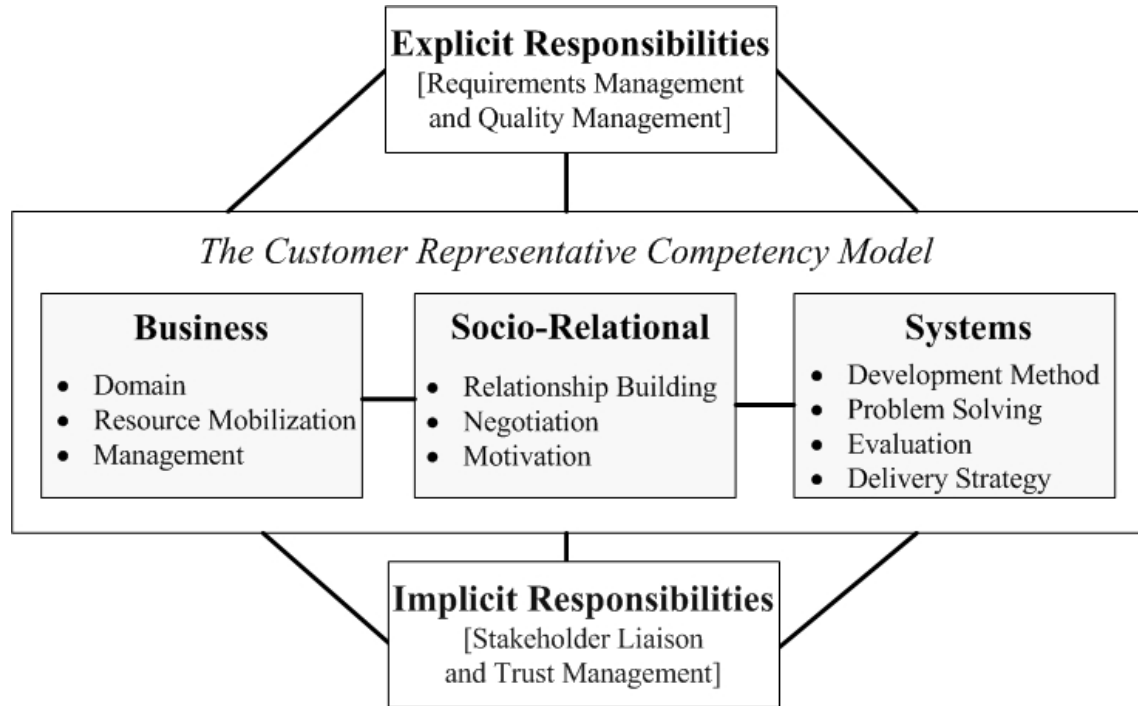 Explicit Responsibilities
[Requirements Management
and Quality Management]
The Customer Representative Competency Model
Business
• Domain
• Resource Mobilization
• Management
Socio-Relational
• Relationship Building
• Negotiation
• Motivation
Systems
• Development Method
• Problem Solving
• Evaluation
• Delivery Strategy
Implicit Responsibilities
[Stakeholder Liaison
and Trust Management]